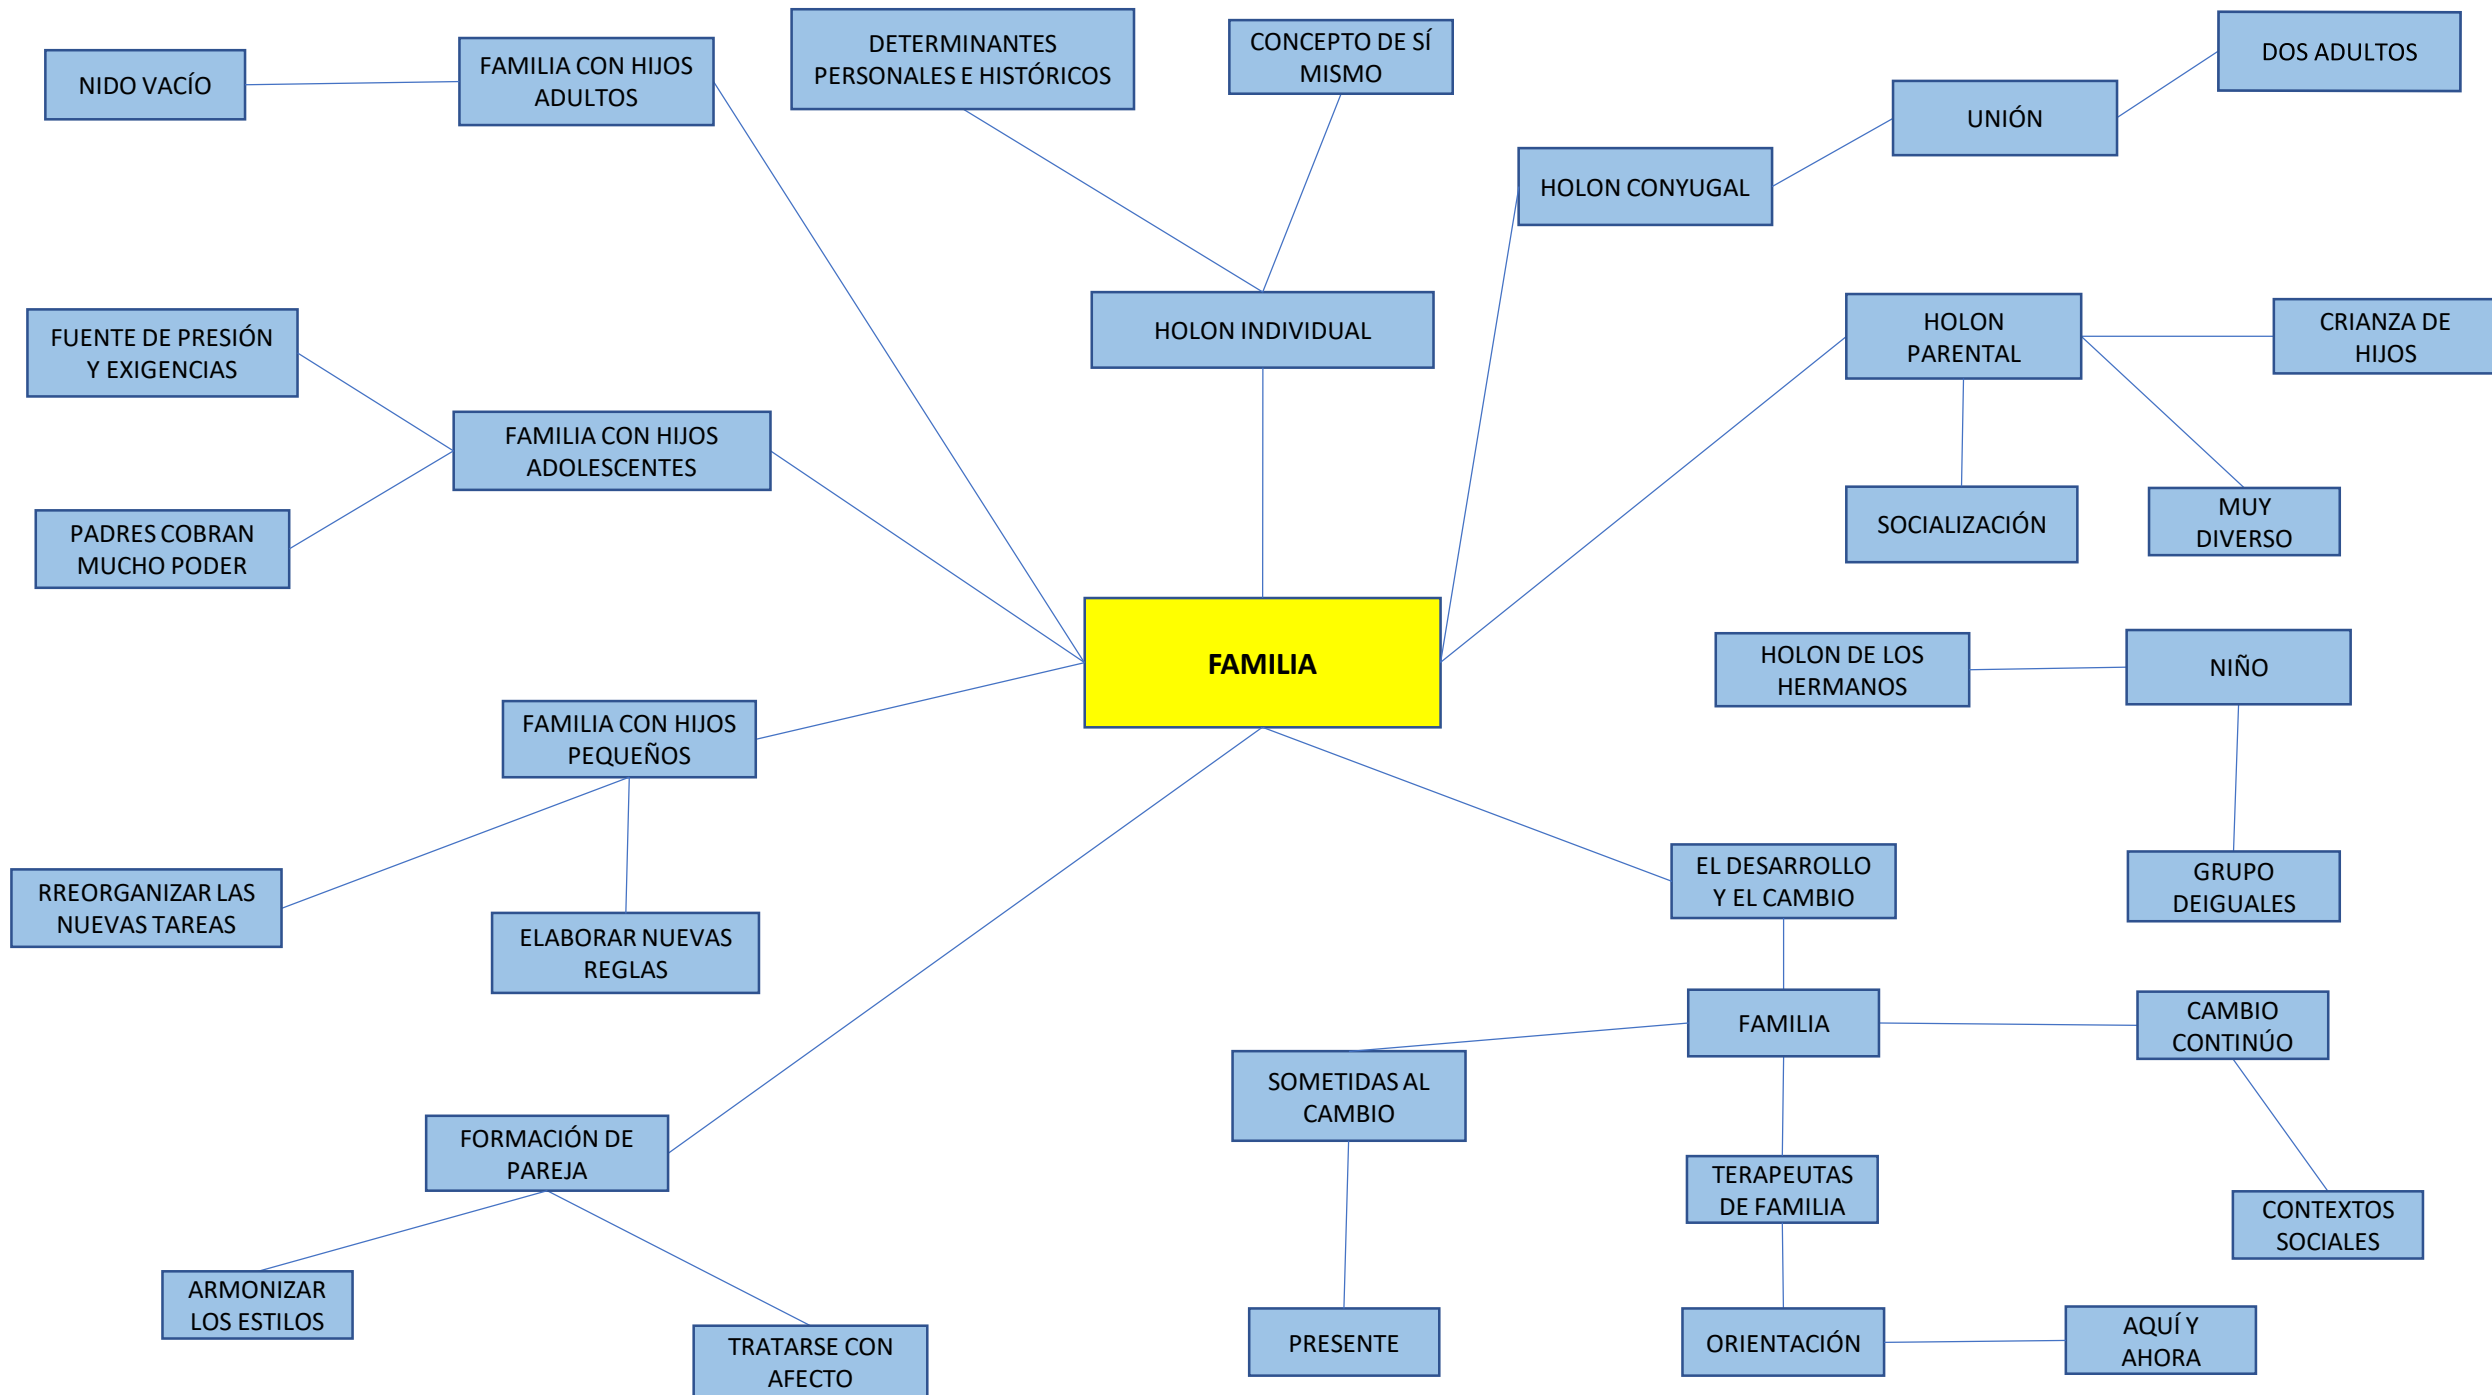 DETERMINANTES
PERSONALES E HISTÓRICOS
CONCEPTO DE SÍ
MISMO
DOS ADULTOS
NIDO VACÍO
FAMILIA CON HIJOS
ADULTOS
UNIÓN
HOLON CONYUGAL
FUENTE DE PRESIÓN
Y EXIGENCIAS
HOLON INDIVIDUAL
HOLON
PARENTAL
CRIANZA DE
HIJOS
FAMILIA CON HIJOS
ADOLESCENTES
PADRES COBRAN
MUCHO PODER
SOCIALIZACIÓN
MUY
DIVERSO
FAMILIA
HOLON DE LOS
HERMANOS
NIÑO
FAMILIA CON HIJOS
PEQUEÑOS
RREORGANIZAR LAS
NUEVAS TAREAS
ELABORAR NUEVAS
REGLAS
EL DESARROLLO
Y EL CAMBIO
GRUPO
DEIGUALES
FAMILIA
CAMBIO
CONTINÚO
SOMETIDAS AL
CAMBIO
FORMACIÓN DE
PAREJA
TERAPEUTAS
DE FAMILIA
CONTEXTOS
SOCIALES
ARMONIZAR
LOS ESTILOS
TRATARSE CON
AFECTO
PRESENTE
ORIENTACIÓN
AQUÍ Y
AHORA